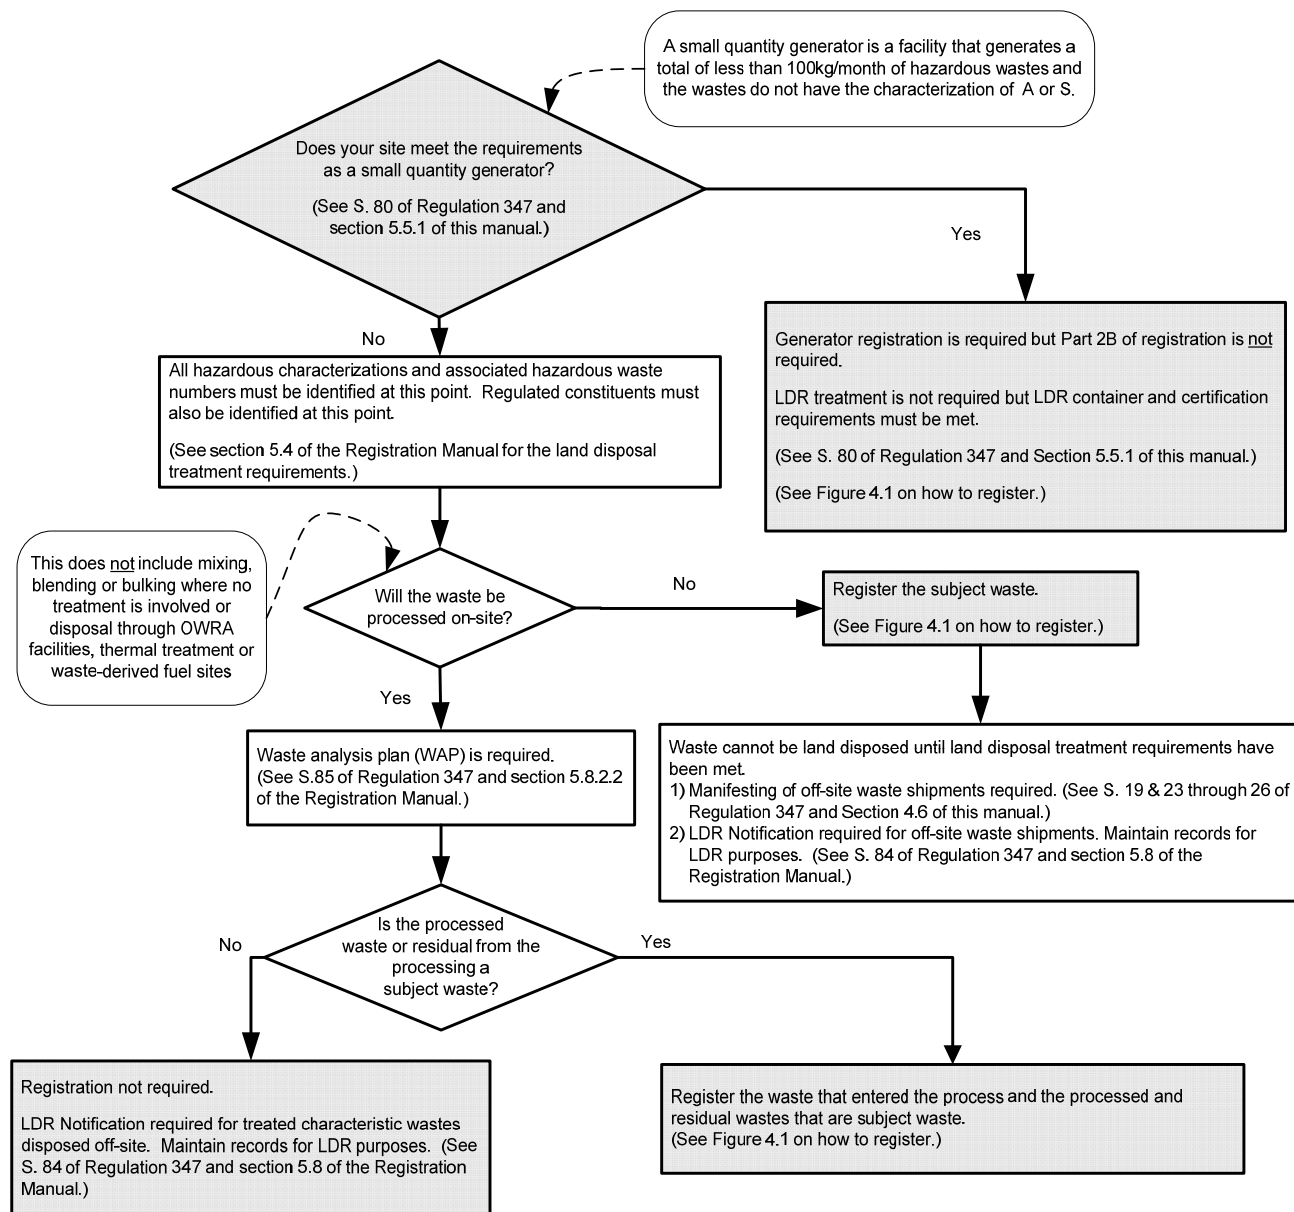 A small quantity generator is a facility that generates a
total of less than 100kg/month of hazardous wastes and
the wastes do not have the characterization of A or S.
Does your site meet the requirements
as a small quantity generator?
(See S. 80 of Regulation 347 and
section 5.5.1 of this manual.)
Yes
No
Generator registration is required but Part 2B of registration is not
required.
LDR treatment is not required but LDR container and certification
requirements must be met.
(See S. 80 of Regulation 347 and Section 5.5.1 of this manual.)
(See Figure 4.1 on how to register.)
All hazardous characterizations and associated hazardous waste
numbers must be identified at this point. Regulated constituents must
also be identified at this point.
(See section 5.4 of the Registration Manual for the land disposal
treatment requirements.)
This does not include mixing,
blending or bulking where no
treatment is involved or
disposal through OWRA
facilities, thermal treatment or
waste-derived fuel sites
Will the waste be
processed on-site?
No
Register the subject waste.
(See Figure 4.1 on how to register.)
Yes
Waste analysis plan (WAP) is required.
(See S.85 of Regulation 347 and section 5.8.2.2
of the Registration Manual.)
Waste cannot be land disposed until land disposal treatment requirements have
been met.
1) Manifesting of off-site waste shipments required. (See S. 19 & 23 through 26 of
Regulation 347 and Section 4.6 of this manual.)
2) LDR Notification required for off-site waste shipments. Maintain records for
LDR purposes. (See S. 84 of Regulation 347 and section 5.8 of the
Registration Manual.)
Is the processed
waste or residual from the
processing a
subject waste?
No
Yes
Registration not required.
LDR Notification required for treated characteristic wastes
disposed off-site. Maintain records for LDR purposes. (See
S. 84 of Regulation 347 and section 5.8 of the Registration
Manual.)
Register the waste that entered the process and the processed and
residual wastes that are subject waste.
(See Figure 4.1 on how to register.)